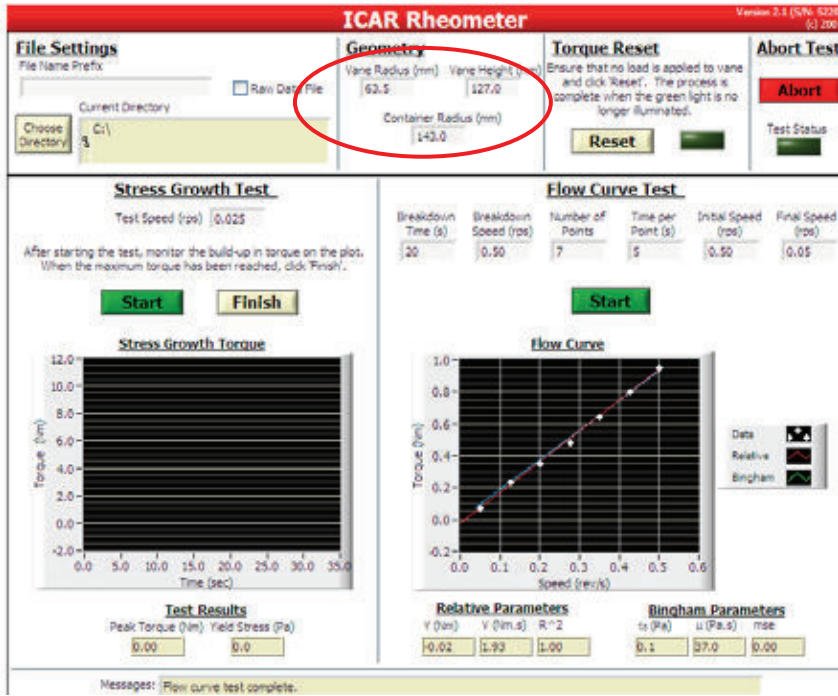 ICAR Rheometer
Version 2.1 (S/N:
File Settings
File Name Prefix
Raw Data File
Current Directory
Choose Directory
C:\
Geometry
Vane Radius (mm) Vane Height (mm)
63.5 127.0
Container Radius (mm)
143.0
Torque Reset
Ensure that no load is applied to vane
and click 'Reset'. The process is
complete when the green light is no
longer illuminated.
Reset
Abort Test
Abort
Test Status
Stress Growth Test
Test Speed (rps) 0.025
After starting the test, monitor the build-up in torque on the plot.
When the maximum torque has been reached, click 'Finish'.
Start Finish
Stress Growth Torque
Torque (Nm)
12.0
10.0
8.0
6.0
4.0
2.0
0.0
-2.0
0.0 5.0 10.0 15.0 20.0 25.0 30.0 35.0
Time (sec)
Test Results
Peak Torque (Nm) Yield Stress (Pa)
0.00 0.0
Flow Curve Test
Breakdown Time (s) Breakdown Speed (rps) Number of Points Time per Point (s) Initial Speed (rps) Final Speed (rps)
20 0.50 7 5 0.50 0.05
Start
Flow Curve
Torque (Nm)
1.0
0.8
0.6
0.4
0.2
0.0
-0.2
0.0 0.1 0.2 0.3 0.4 0.5 0.6
Speed (rev/s)
Data
Relative
Bingham
Relative Parameters
Y (Nm) V (Nm.s) R^2
-0.02 1.93 1.00
Bingham Parameters
(Pa) μ (Pa.s) mse
0.1 37.0 0.00
Messages: Flow curve test complete.